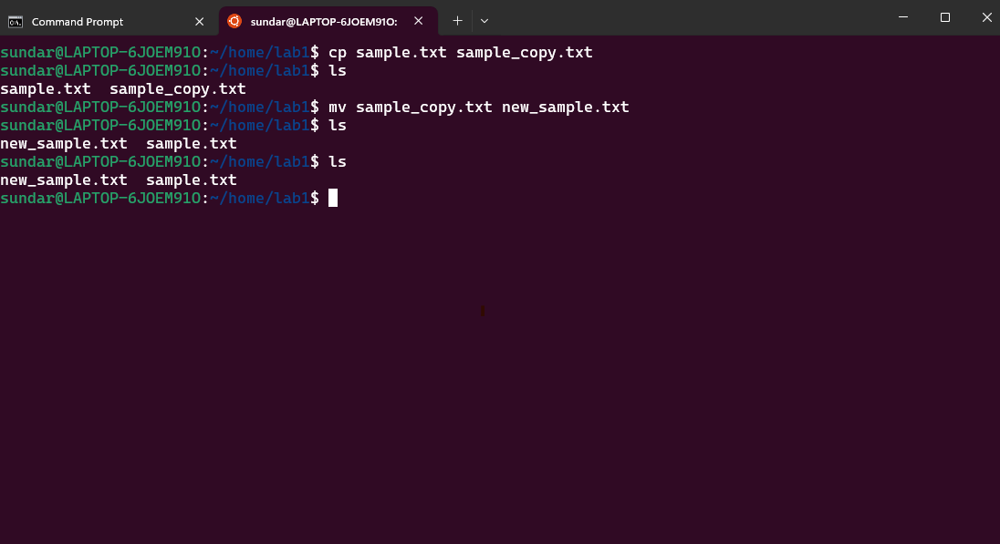 Command Prompt
sundar@LAPTOP-6JOEM91O:
sundar@LAPTOP-6JOEM91O:~/home/lab1$ cp sample.txt sample_copy.txt
sundar@LAPTOP-6JOEM91O:~/home/lab1$ ls
sample.txt  sample_copy.txt
sundar@LAPTOP-6JOEM91O:~/home/lab1$ mv sample_copy.txt new_sample.txt
sundar@LAPTOP-6JOEM91O:~/home/lab1$ ls
new_sample.txt  sample.txt
sundar@LAPTOP-6JOEM91O:~/home/lab1$ ls
new_sample.txt  sample.txt
sundar@LAPTOP-6JOEM91O:~/home/lab1$